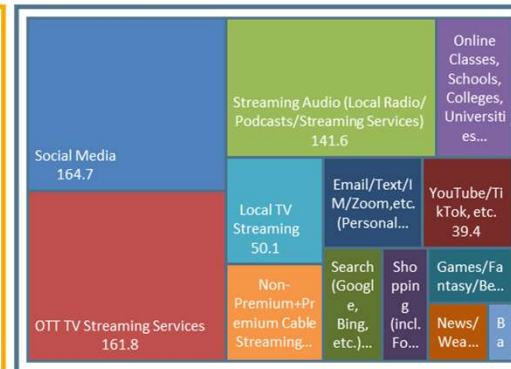 Social Media
164.7
OTT TV Streaming Services
161.8
Streaming Audio (Local Radio/
Podcasts/Streaming Services)
141.6
Online
Classes,
Schools,
Colleges,
Universiti
es...
Local TV
Streaming
50.1
Email/Text/I
M/Zoom,etc.
(Personal...
YouTube/Ti
kTok, etc.
39.4
Non-
Premium+Pr
emium Cable
Streaming...
Search
(Googl
e,
Bing,
etc.)...
Sho
ppin
g
(incl.
Fo...
Games/Fa
ntasy/Be...
News/
Wea...
B
a